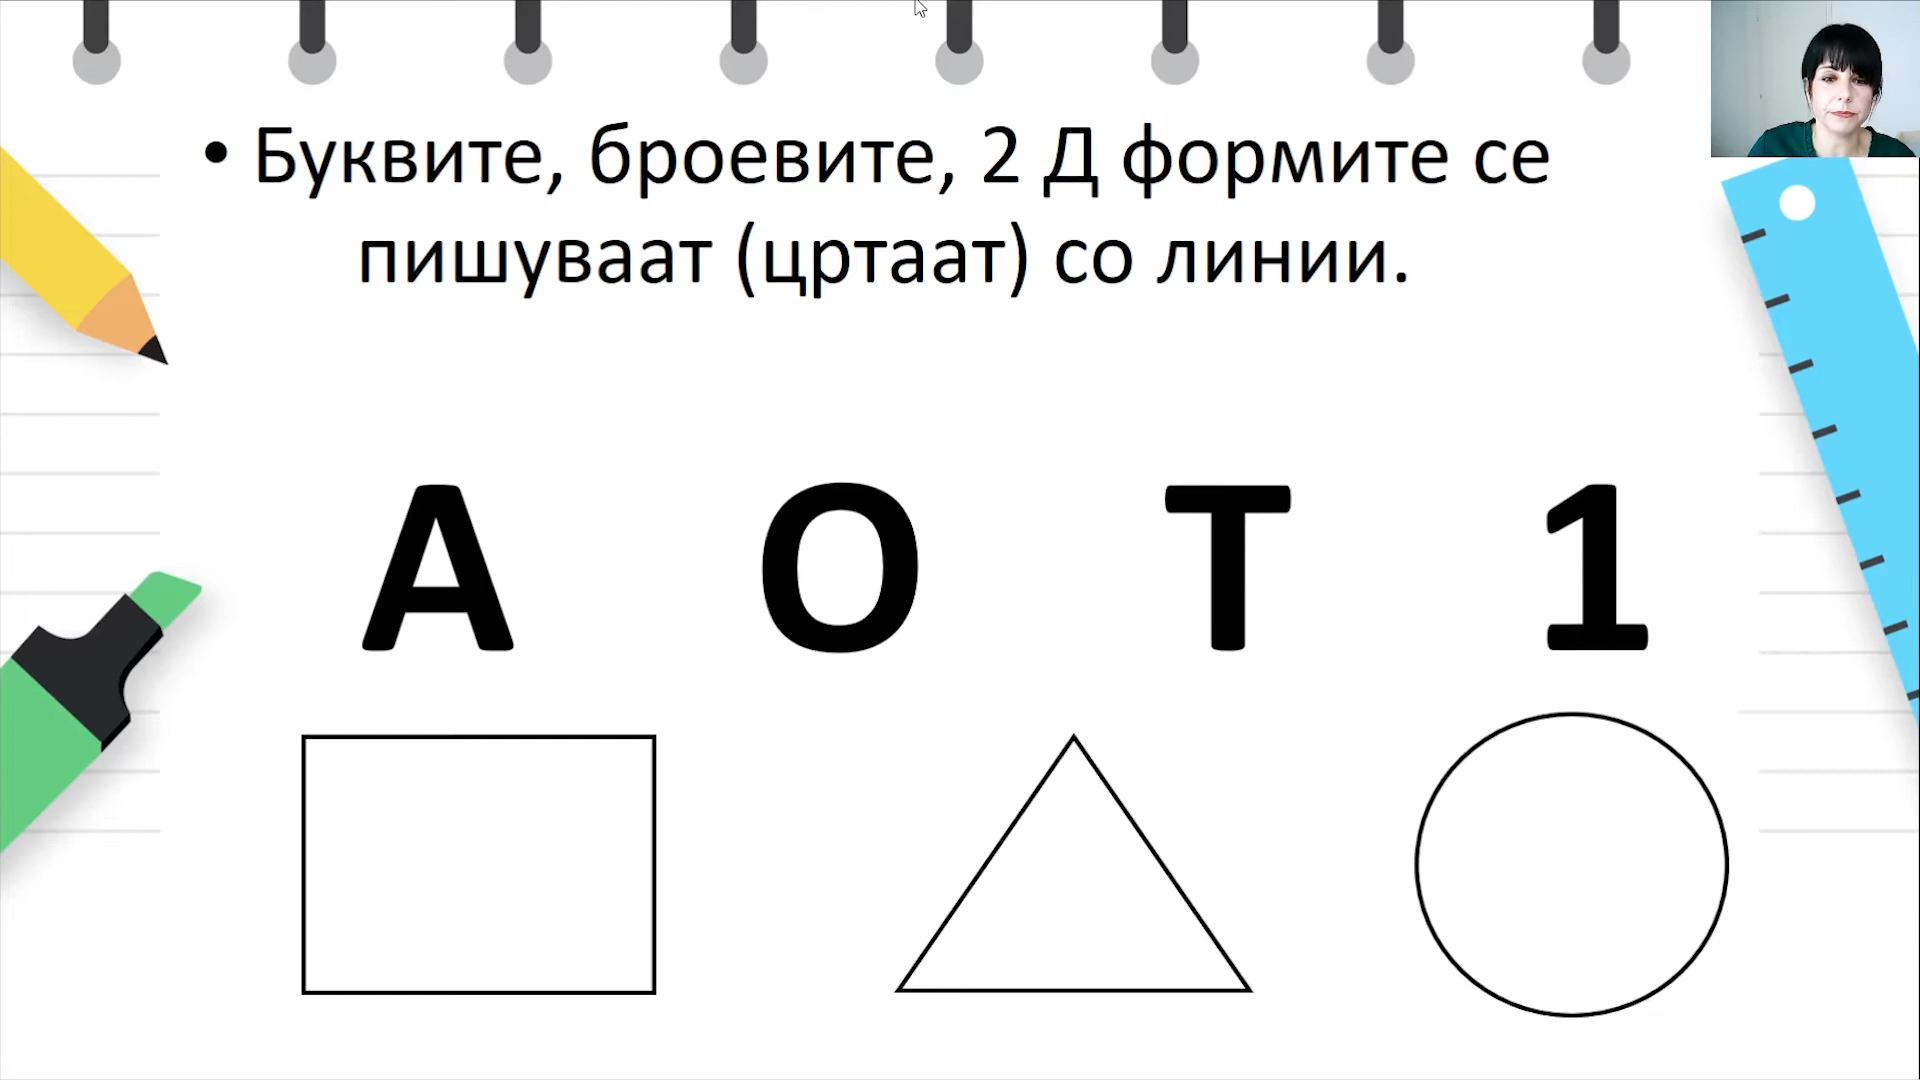 • Буквите, броевите, 2 Д формите се
пишуваат (цртаат) со линии.
А О Т 1